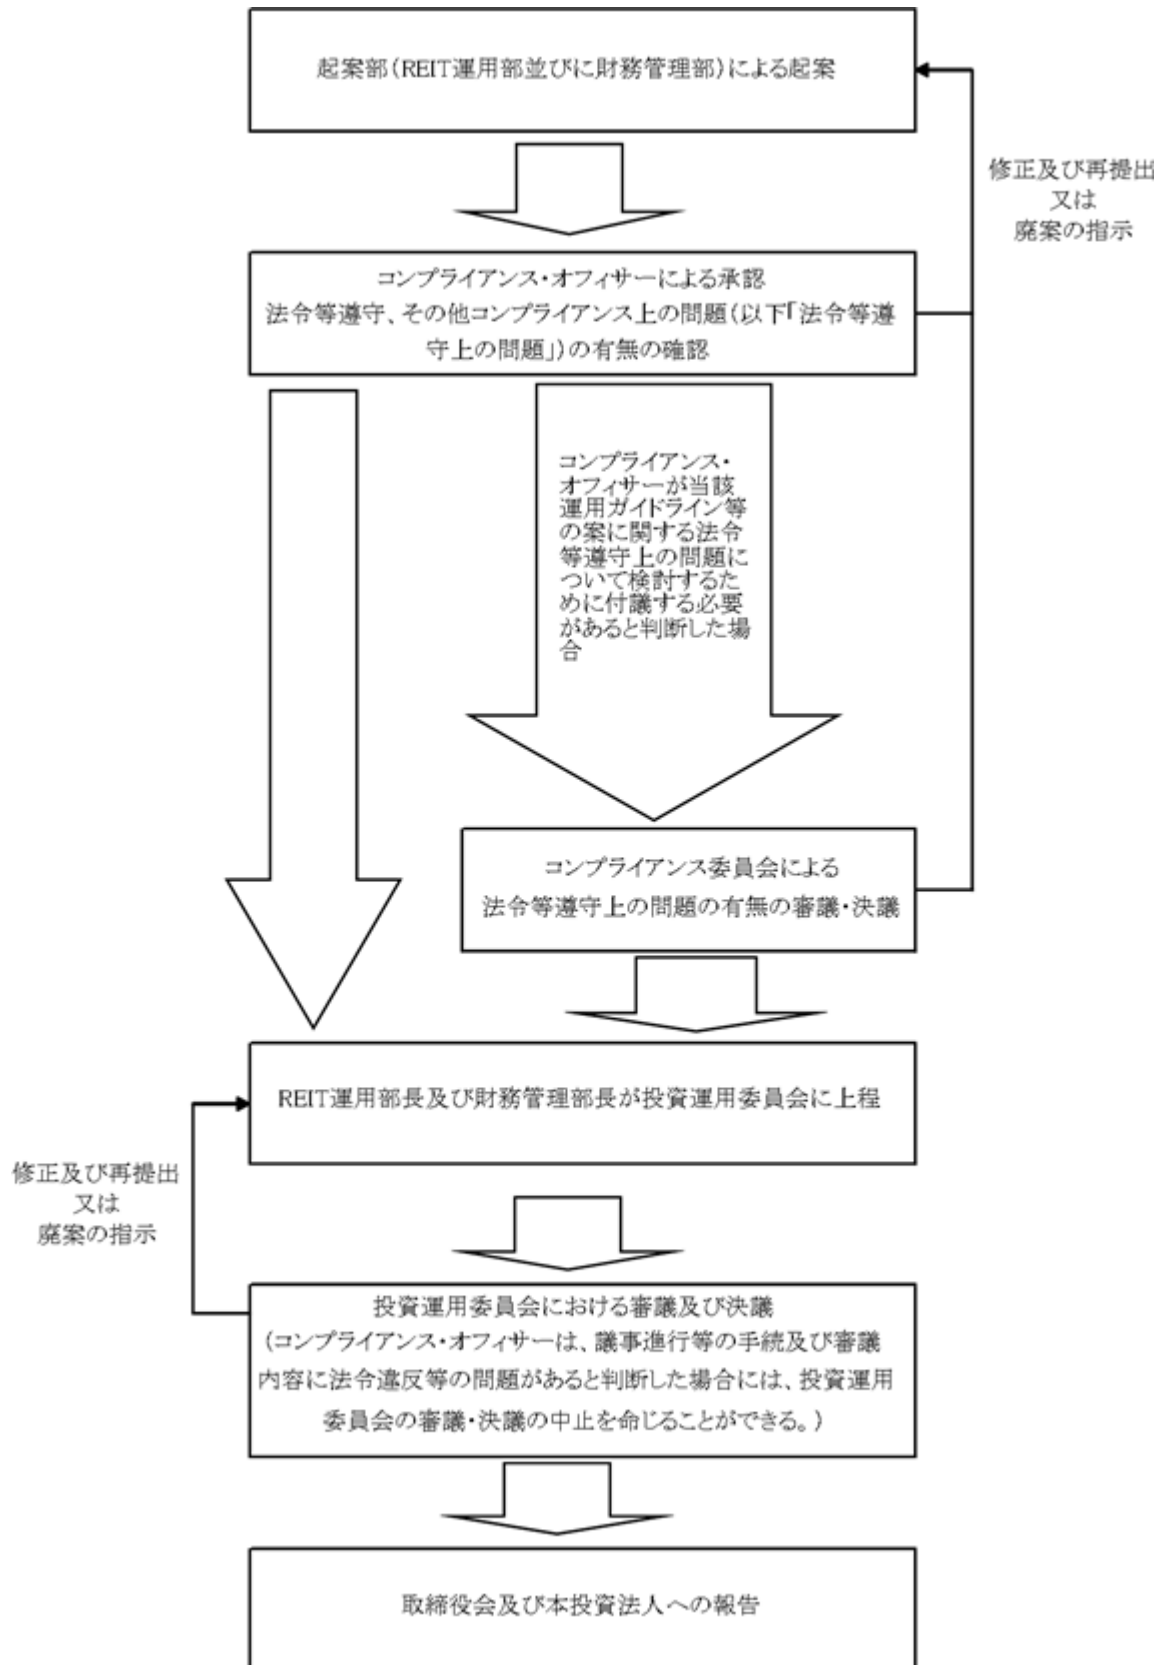 起案部(REIT運用部並びに財務管理部)による起案
修正及び再提出
又は
廃案の指示
コンプライアンス・オフィサーによる承認
法令等遵守、その他コンプライアンス上の問題(以下「法令等遵
守上の問題」)の有無の確認
コンプライアンス・
オフィサーが当該
運用ガイドライン等
の案に関する法令
等遵守上の問題に
ついて検討するた
めに付議する必要
があると判断した場
合
コンプライアンス委員会による
法令等遵守上の問題の有無の審議・決議
REIT運用部長及び財務管理部長が投資運用委員会に上程
修正及び再提出
又は
廃案の指示
投資運用委員会における審議及び決議
(コンプライアンス・オフィサーは、議事進行等の手続及び審議
内容に法令違反等の問題があると判断した場合には、投資運用
委員会の審議・決議の中止を命じることができる。)
取締役会及び本投資法人への報告